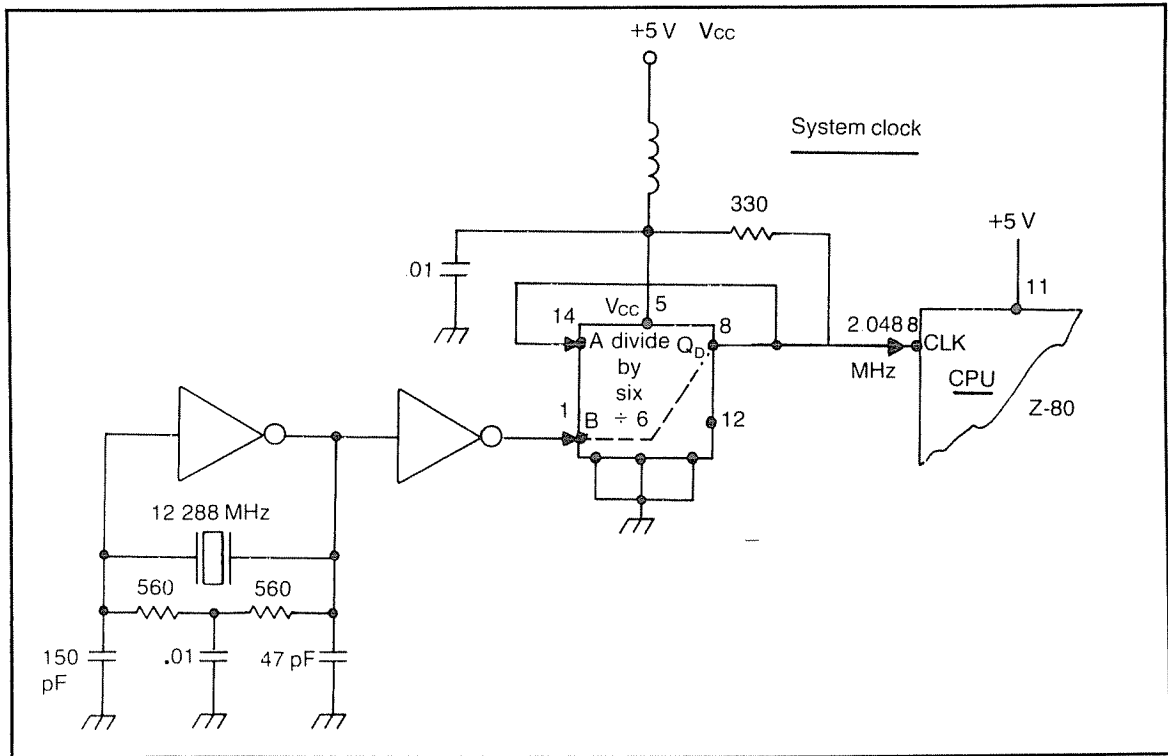 +5 V Vcc
System clock
330
+5 V
.01
11
Vcc 5
14
8
2.048 8
A divide
by
six
÷ 6
QD
CLK
MHz
CPU
Z-80
1
B
12
12 288 MHz
560
560
150
pF
.01
47 pF